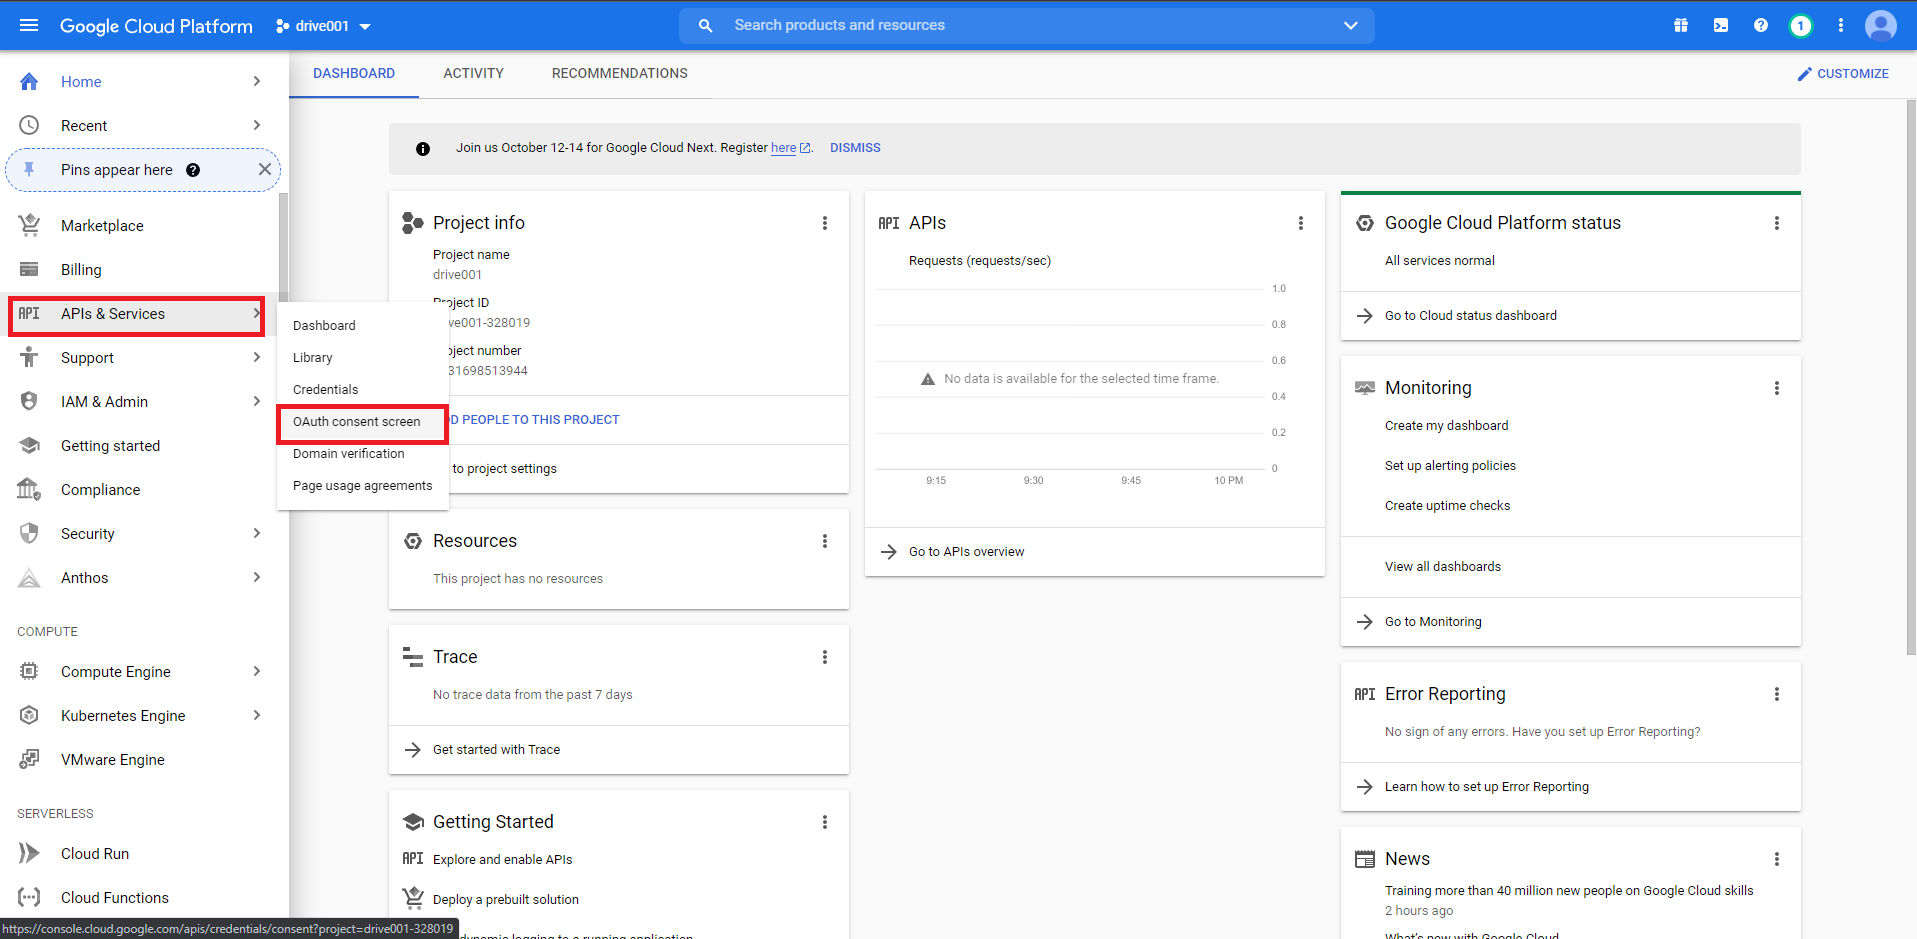 Google Cloud Platform
drive001
Search products and resources
1
Home
Recent
Pins appear here
Marketplace
Billing
API APIs & Services
Support
IAM & Admin
Getting started
Compliance
Security
Anthos
COMPUTE
Compute Engine
Kubernetes Engine
VMware Engine
SERVERLESS
Cloud Run
Cloud Functions
https://console.cloud.google.com/apis/credentials/consent?project=drive001-328019
Dashboard
Library
Credentials
OAuth consent screen
Domain verification
Page usage agreements
DASHBOARD
ACTIVITY
RECOMMENDATIONS
CUSTOMIZE
Join us October 12-14 for Google Cloud Next. Register here. DISMISS
Project info
Project name
drive001
Project ID
ve001-328019
ject number
31698513944
D PEOPLE TO THIS PROJECT
to project settings
Resources
This project has no resources
Trace
No trace data from the past 7 days
Get started with Trace
Getting Started
API Explore and enable APIs
Deploy a prebuilt solution
dynamic logging to a running application
API APIs
Requests (requests/sec)
1.0
0.8
0.6
No data is available for the selected time frame.
0.4
0.2
0
9:15
9:30
9:45
10 PM
Go to APIs overview
Google Cloud Platform status
All services normal
Go to Cloud status dashboard
Monitoring
Create my dashboard
Set up alerting policies
Create uptime checks
View all dashboards
Go to Monitoring
API Error Reporting
No sign of any errors. Have you set up Error Reporting?
Learn how to set up Error Reporting
News
Training more than 40 million new people on Google Cloud skills
2 hours ago
What's new with Google Cloud